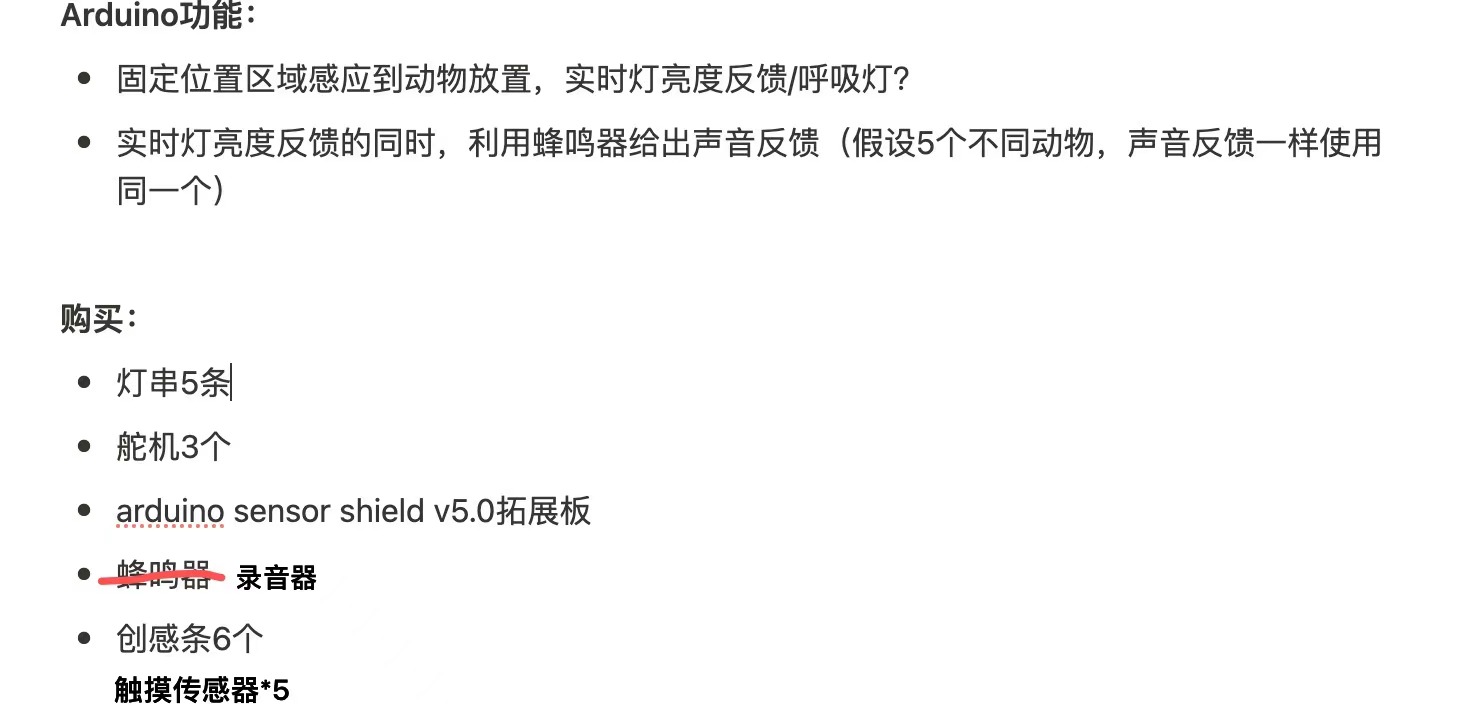 Arduino功能：
固定位置区域感应到动物放置，实时灯亮度反馈/呼吸灯？
实时灯亮度反馈的同时，利用蜂鸣器给出声音反馈（假设5个不同动物，声音反馈一样使用
同一个）
购买：
灯串5条
舵机3个
arduino sensor shield v5.0拓展板
蜂鸣器 录音器
创感条6个
触摸传感器*5